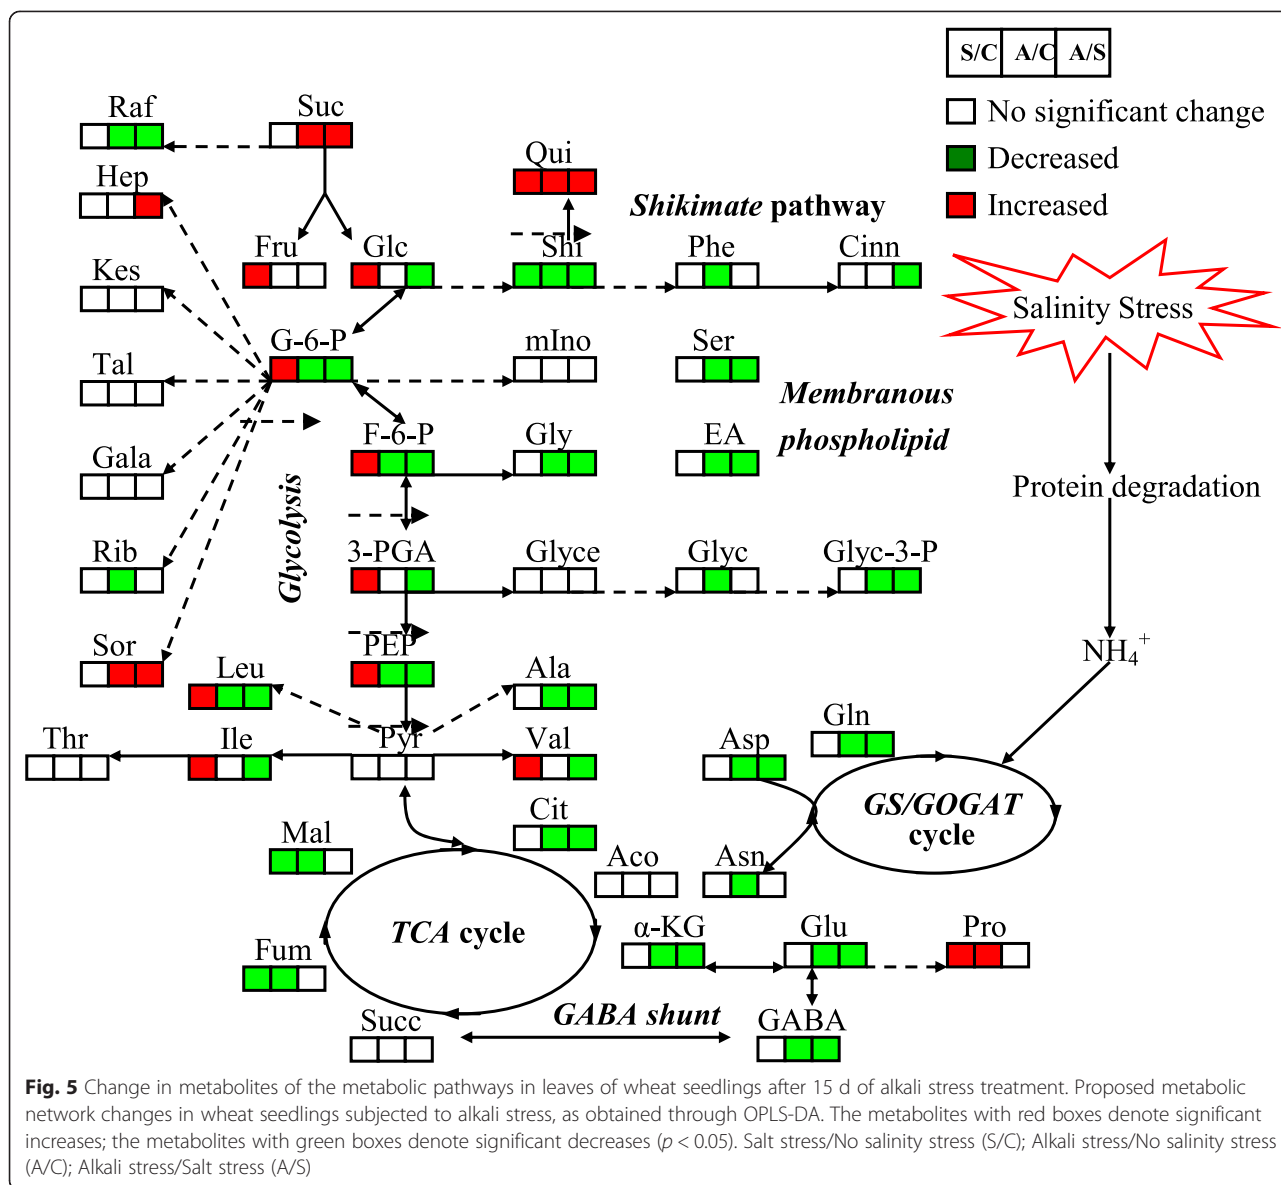 S/C A/C A/S
No significant change
Decreased
Increased
Raf
Suc
Qui
Hep
Shikimate pathway
Fru
Glc
Shi
Phe
Cinn
Kes
Salinity Stress
G-6-P
mIno
Ser
Tal
Membranous
phospholipid
F-6-P
Gly
EA
Gala
Glycolysis
Protein degradation
Rib
3-PGA
Glyce
Glyc
Glyc-3-P
Sor
Leu
PEP
Ala
NH4+
Thr
Ile
Pyr
Val
Asp
Gln
GS/GOGAT
cycle
Mal
Cit
Aco
Asn
TCA cycle
Fum
α-KG
Glu
Pro
Succ
GABA shunt
GABA
Fig. 5 Change in metabolites of the metabolic pathways in leaves of wheat seedlings after 15 d of alkali stress treatment. Proposed metabolic
network changes in wheat seedlings subjected to alkali stress, as obtained through OPLS-DA. The metabolites with red boxes denote significant
increases; the metabolites with green boxes denote significant decreases (p < 0.05). Salt stress/No salinity stress (S/C); Alkali stress/No salinity stress
(A/C); Alkali stress/Salt stress (A/S)